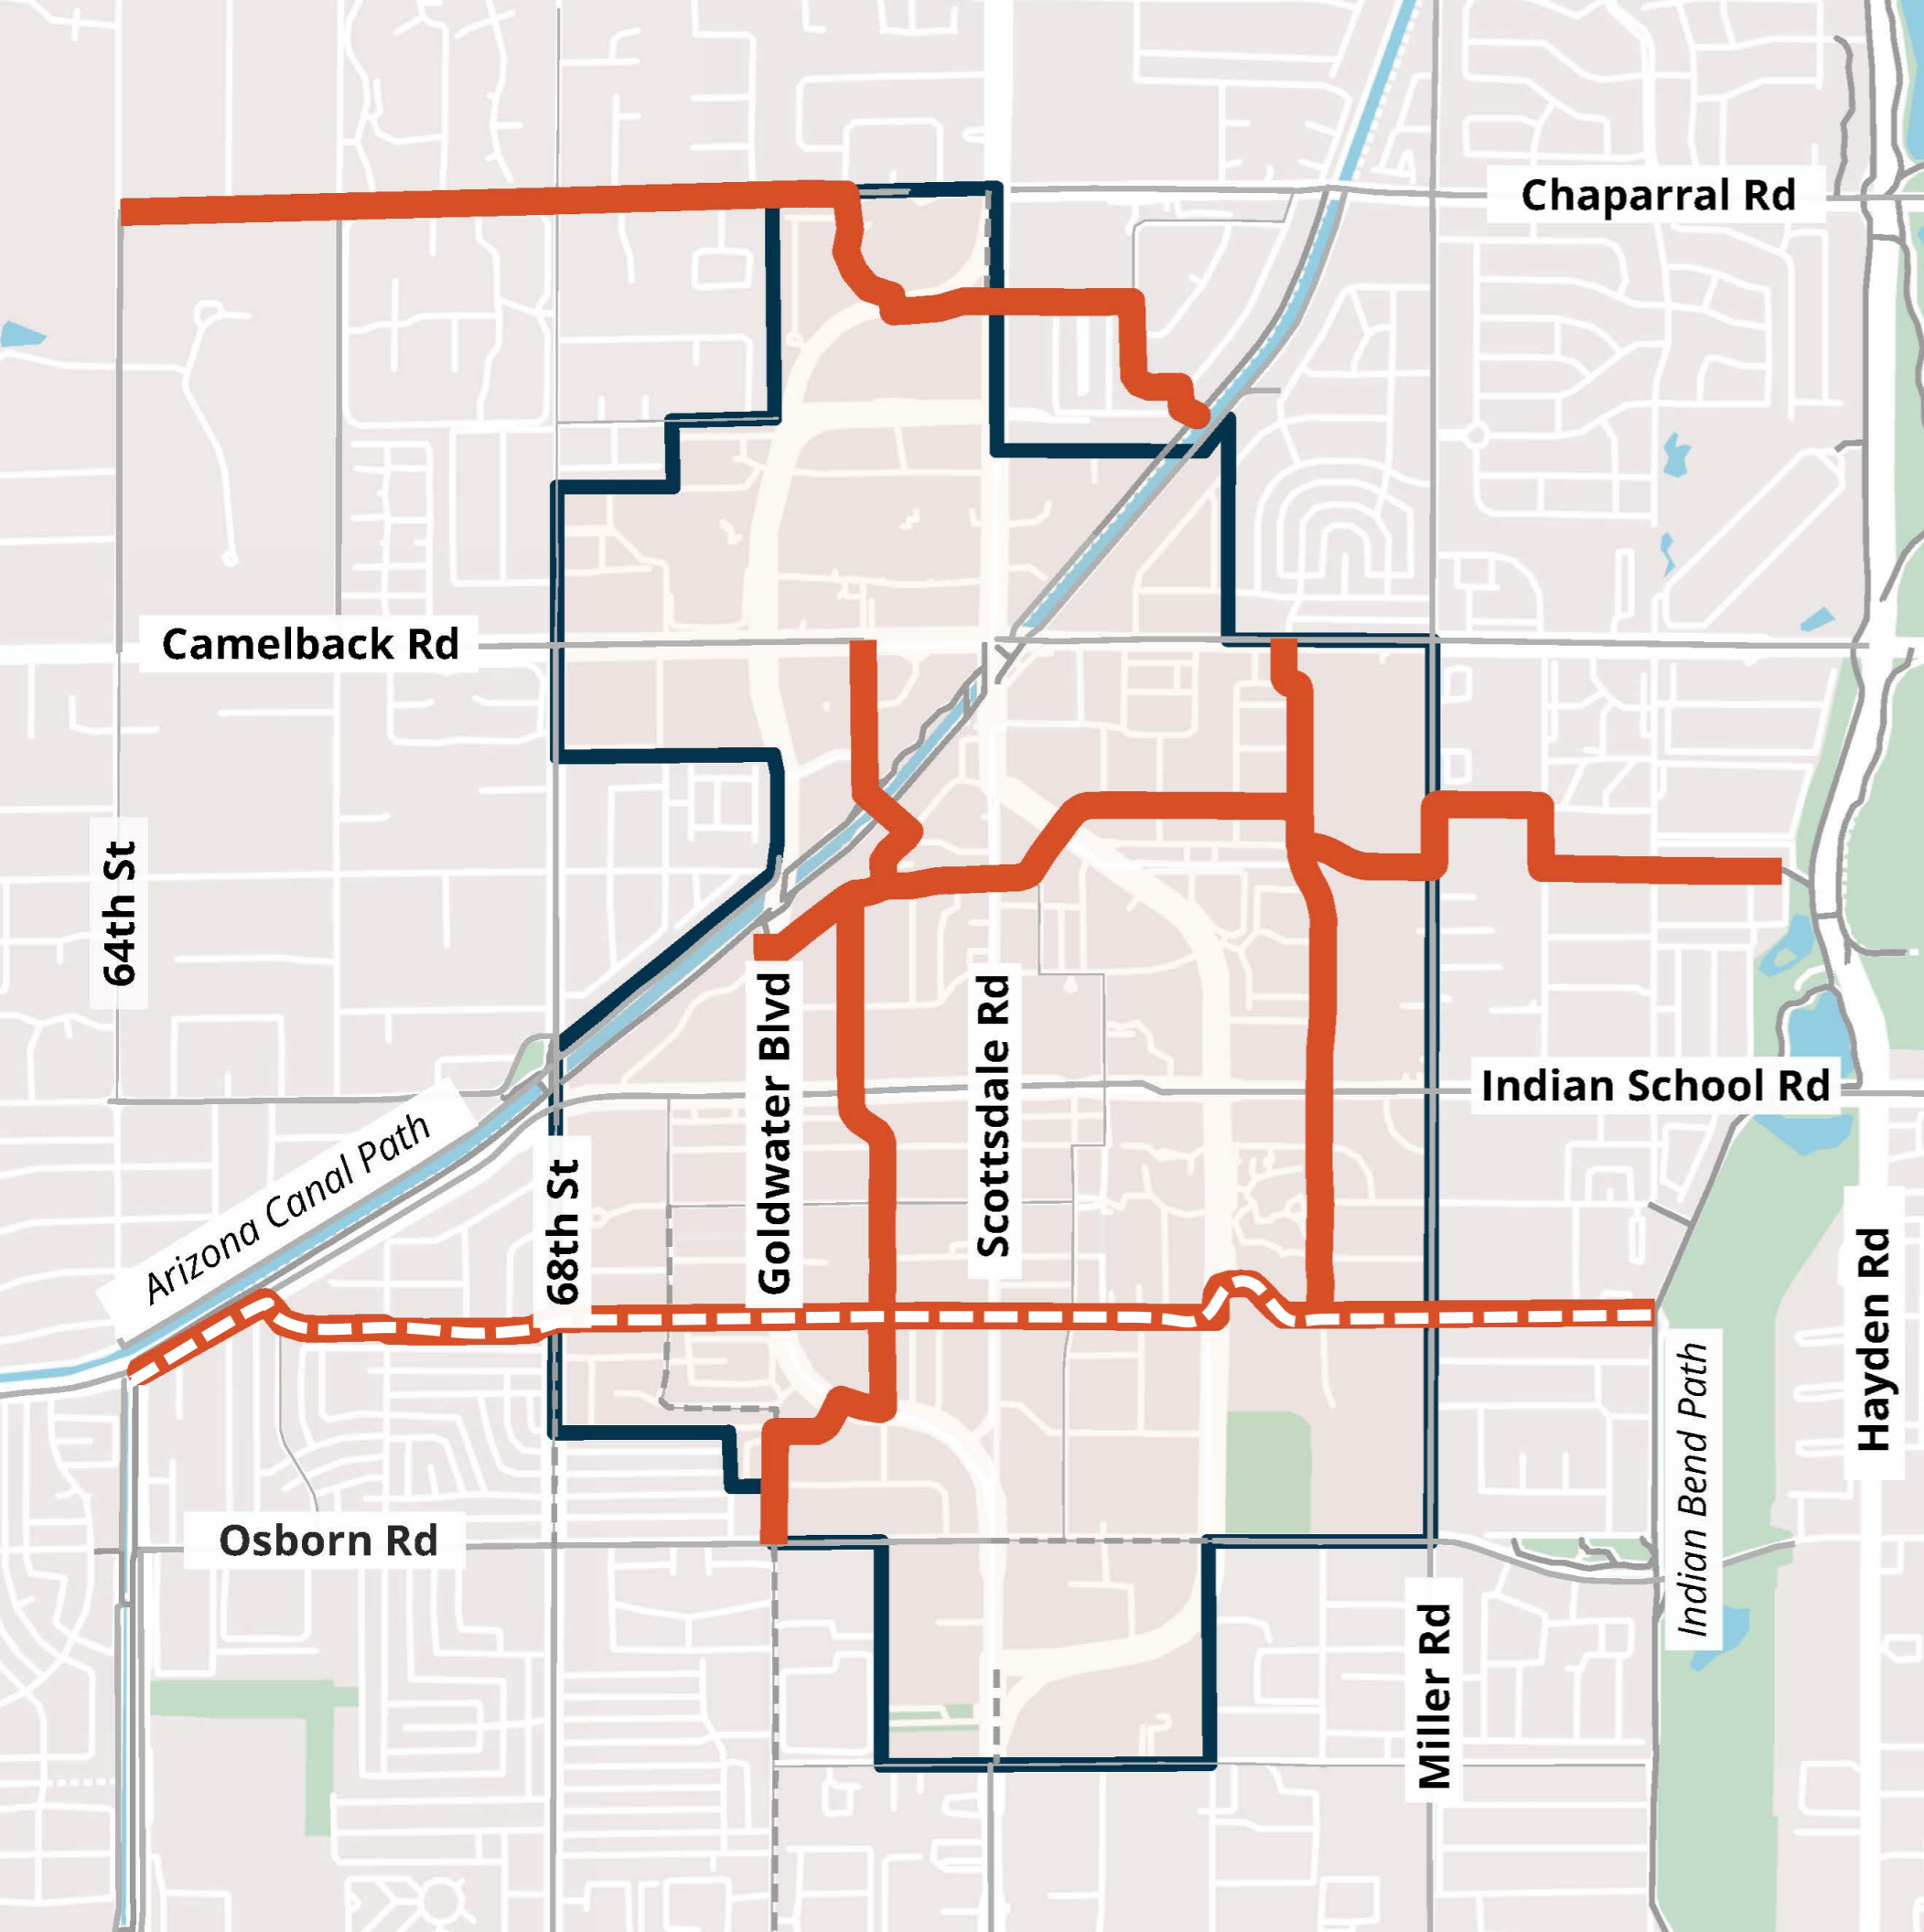 Chaparral Rd
Camelback Rd
64th St
Goldwater Blvd
Scottsdale Rd
Indian School Rd
Arizona Canal Path
68th St
Hayden Rd
Indian Bend Path
Osborn Rd
Miller Rd